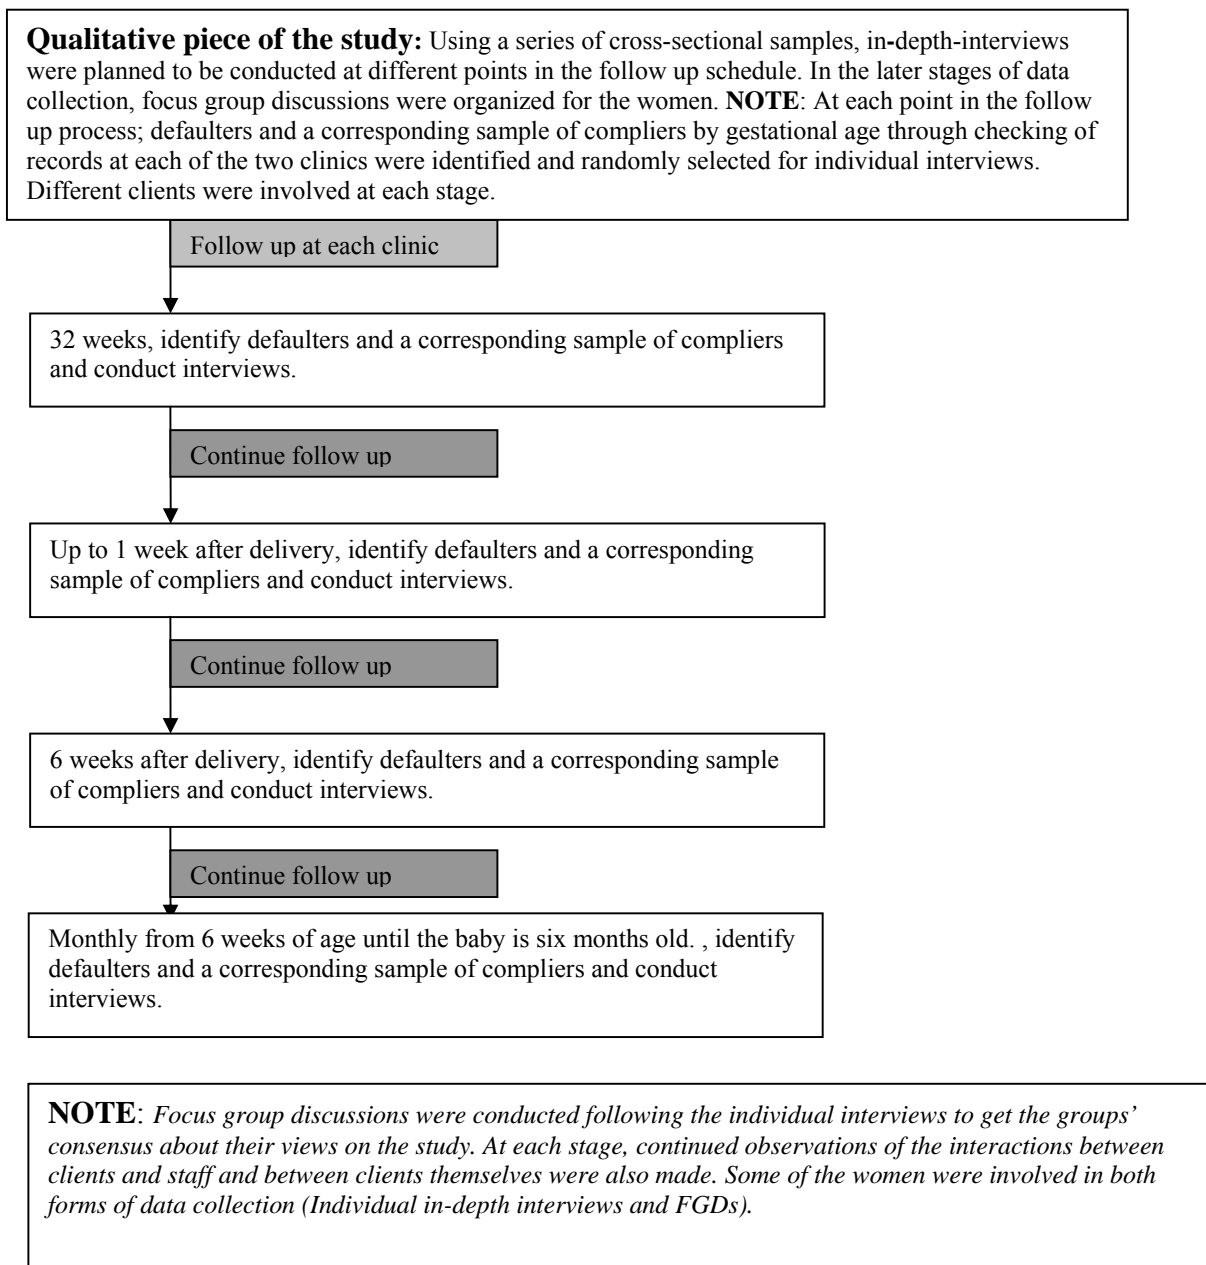 Qualitative piece of the study: Using a series of cross-sectional samples, in-depth-interviews
were planned to be conducted at different points in the follow up schedule. In the later stages of data
collection, focus group discussions were organized for the women. NOTE: At each point in the follow
up process; defaulters and a corresponding sample of compliers by gestational age through checking of
records at each of the two clinics were identified and randomly selected for individual interviews.
Different clients were involved at each stage.
Follow up at each clinic
32 weeks, identify defaulters and a corresponding sample of compliers
and conduct interviews.
Continue follow up
Up to 1 week after delivery, identify defaulters and a corresponding
sample of compliers and conduct interviews.
Continue follow up
6 weeks after delivery, identify defaulters and a corresponding sample
of compliers and conduct interviews.
Continue follow up
Monthly from 6 weeks of age until the baby is six months old. , identify
defaulters and a corresponding sample of compliers and conduct
interviews.
NOTE: Focus group discussions were conducted following the individual interviews to get the groups’
consensus about their views on the study. At each stage, continued observations of the interactions between
clients and staff and between clients themselves were also made. Some of the women were involved in both
forms of data collection (Individual in-depth interviews and FGDs).